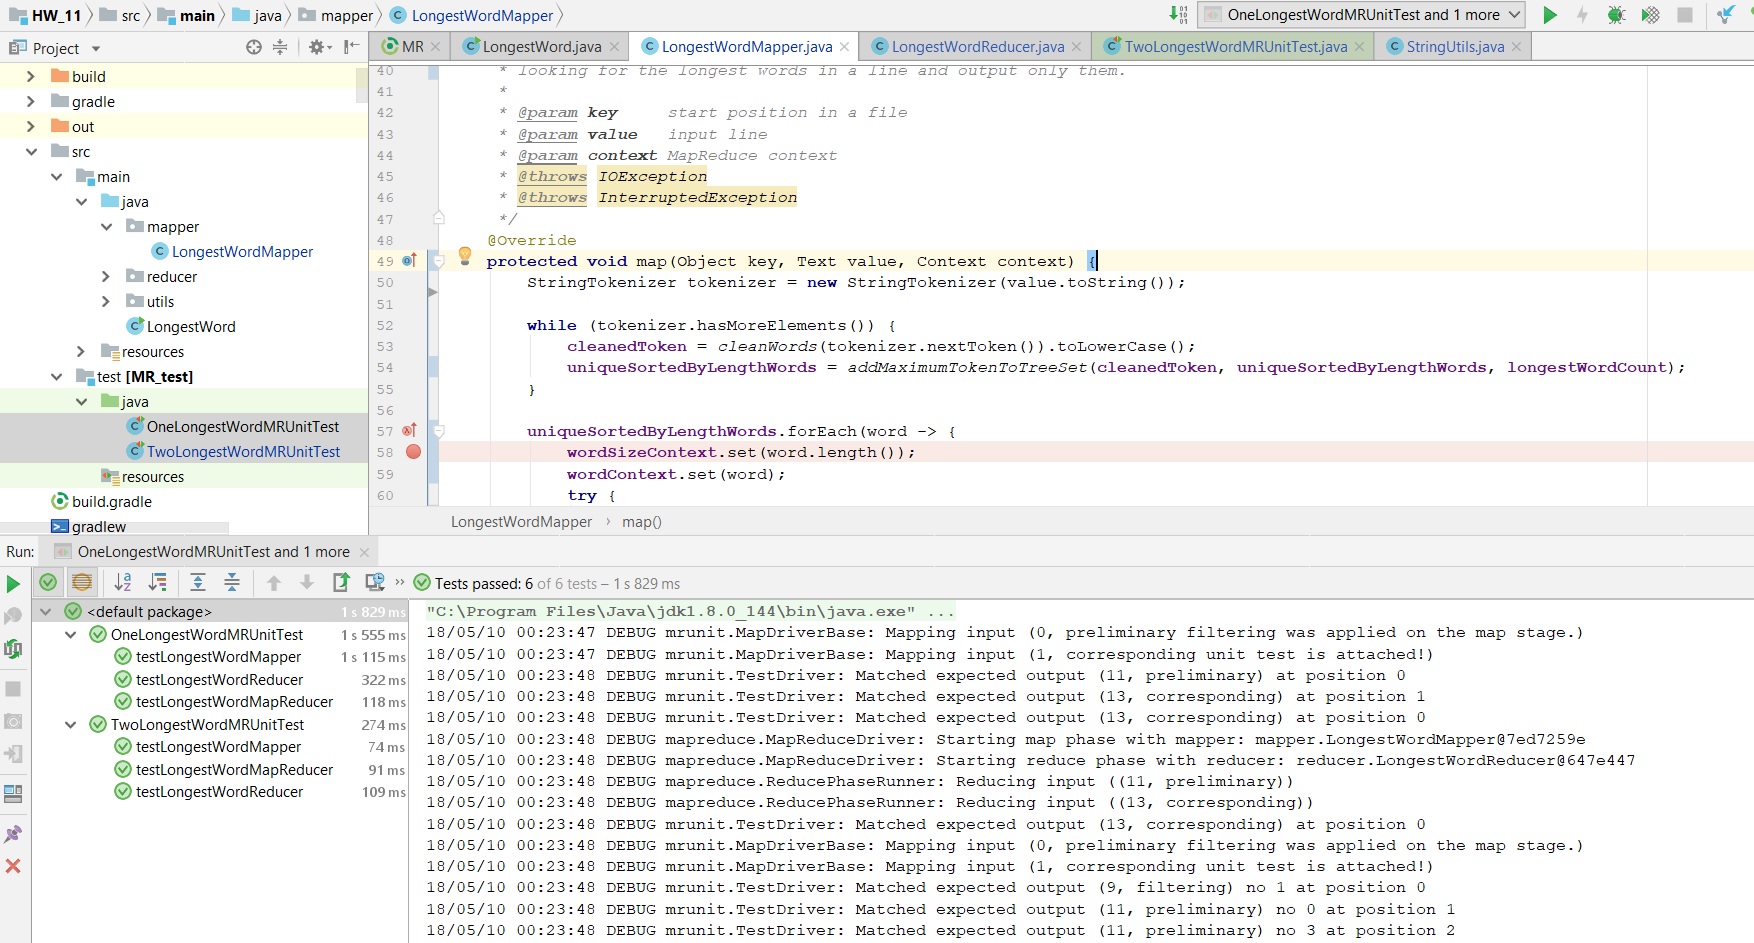 HW_11 src main java mapper LongestWordMapper
OneLongestWordMRUnitTest and 1 more
Project
MR LongestWord.java LongestWordMapper.java LongestWordReducer.java TwoLongestWordMRUnitTest.java StringUtils.java
build
gradle
out
src
main
java
mapper
LongestWordMapper
reducer
utils
LongestWord
resources
test [MR_test]
java
OneLongestWordMRUnitTest
TwoLongestWordMRUnitTest
resources
build.gradle
gradlew
40 * looking for the longest words in a line and output only them.
41 *
42 * @param key start position in a file
43 * @param value input line
44 * @param context MapReduce context
45 * @throws IOException
46 * @throws InterruptedException
47 */
48 @Override
49 protected void map(Object key, Text value, Context context) {
50 StringTokenizer tokenizer = new StringTokenizer(value.toString());
51
52 while (tokenizer.hasMoreElements()) {
53 cleanedToken = cleanWords(tokenizer.nextToken()).toLowerCase();
54 uniqueSortedByLengthWords = addMaximumTokenToTreeSet(cleanedToken, uniqueSortedByLengthWords, longestWordCount);
55 }
56
57 uniqueSortedByLengthWords.forEach(word -> {
58 wordSizeContext.set(word.length());
59 wordContext.set(word);
60 try {
LongestWordMapper › map()
Run: OneLongestWordMRUnitTest and 1 more
Tests passed: 6 of 6 tests – 1 s 829 ms
<default package> 1 s 829 ms
OneLongestWordMRUnitTest 1 s 555 ms
testLongestWordMapper 1 s 115 ms
testLongestWordReducer 322 ms
testLongestWordMapReducer 118 ms
TwoLongestWordMRUnitTest 274 ms
testLongestWordMapper 74 ms
testLongestWordMapReducer 91 ms
testLongestWordReducer 109 ms
"C:\Program Files\Java\jdk1.8.0_144\bin\java.exe" ...
18/05/10 00:23:47 DEBUG mrunit.MapDriverBase: Mapping input (0, preliminary filtering was applied on the map stage.)
18/05/10 00:23:47 DEBUG mrunit.MapDriverBase: Mapping input (1, corresponding unit test is attached!)
18/05/10 00:23:48 DEBUG mrunit.TestDriver: Matched expected output (11, preliminary) at position 0
18/05/10 00:23:48 DEBUG mrunit.TestDriver: Matched expected output (13, corresponding) at position 1
18/05/10 00:23:48 DEBUG mrunit.TestDriver: Matched expected output (13, corresponding) at position 0
18/05/10 00:23:48 DEBUG mapreduce.MapReduceDriver: Starting map phase with mapper: mapper.LongestWordMapper@7ed7259e
18/05/10 00:23:48 DEBUG mapreduce.MapReduceDriver: Starting reduce phase with reducer: reducer.LongestWordReducer@647e447
18/05/10 00:23:48 DEBUG mapreduce.ReducePhaseRunner: Reducing input ((11, preliminary))
18/05/10 00:23:48 DEBUG mapreduce.ReducePhaseRunner: Reducing input ((13, corresponding))
18/05/10 00:23:48 DEBUG mrunit.TestDriver: Matched expected output (13, corresponding) at position 0
18/05/10 00:23:48 DEBUG mrunit.MapDriverBase: Mapping input (0, preliminary filtering was applied on the map stage.)
18/05/10 00:23:48 DEBUG mrunit.MapDriverBase: Mapping input (1, corresponding unit test is attached!)
18/05/10 00:23:48 DEBUG mrunit.TestDriver: Matched expected output (9, filtering) no 1 at position 0
18/05/10 00:23:48 DEBUG mrunit.TestDriver: Matched expected output (11, preliminary) no 0 at position 1
18/05/10 00:23:48 DEBUG mrunit.TestDriver: Matched expected output (11, preliminary) no 3 at position 2